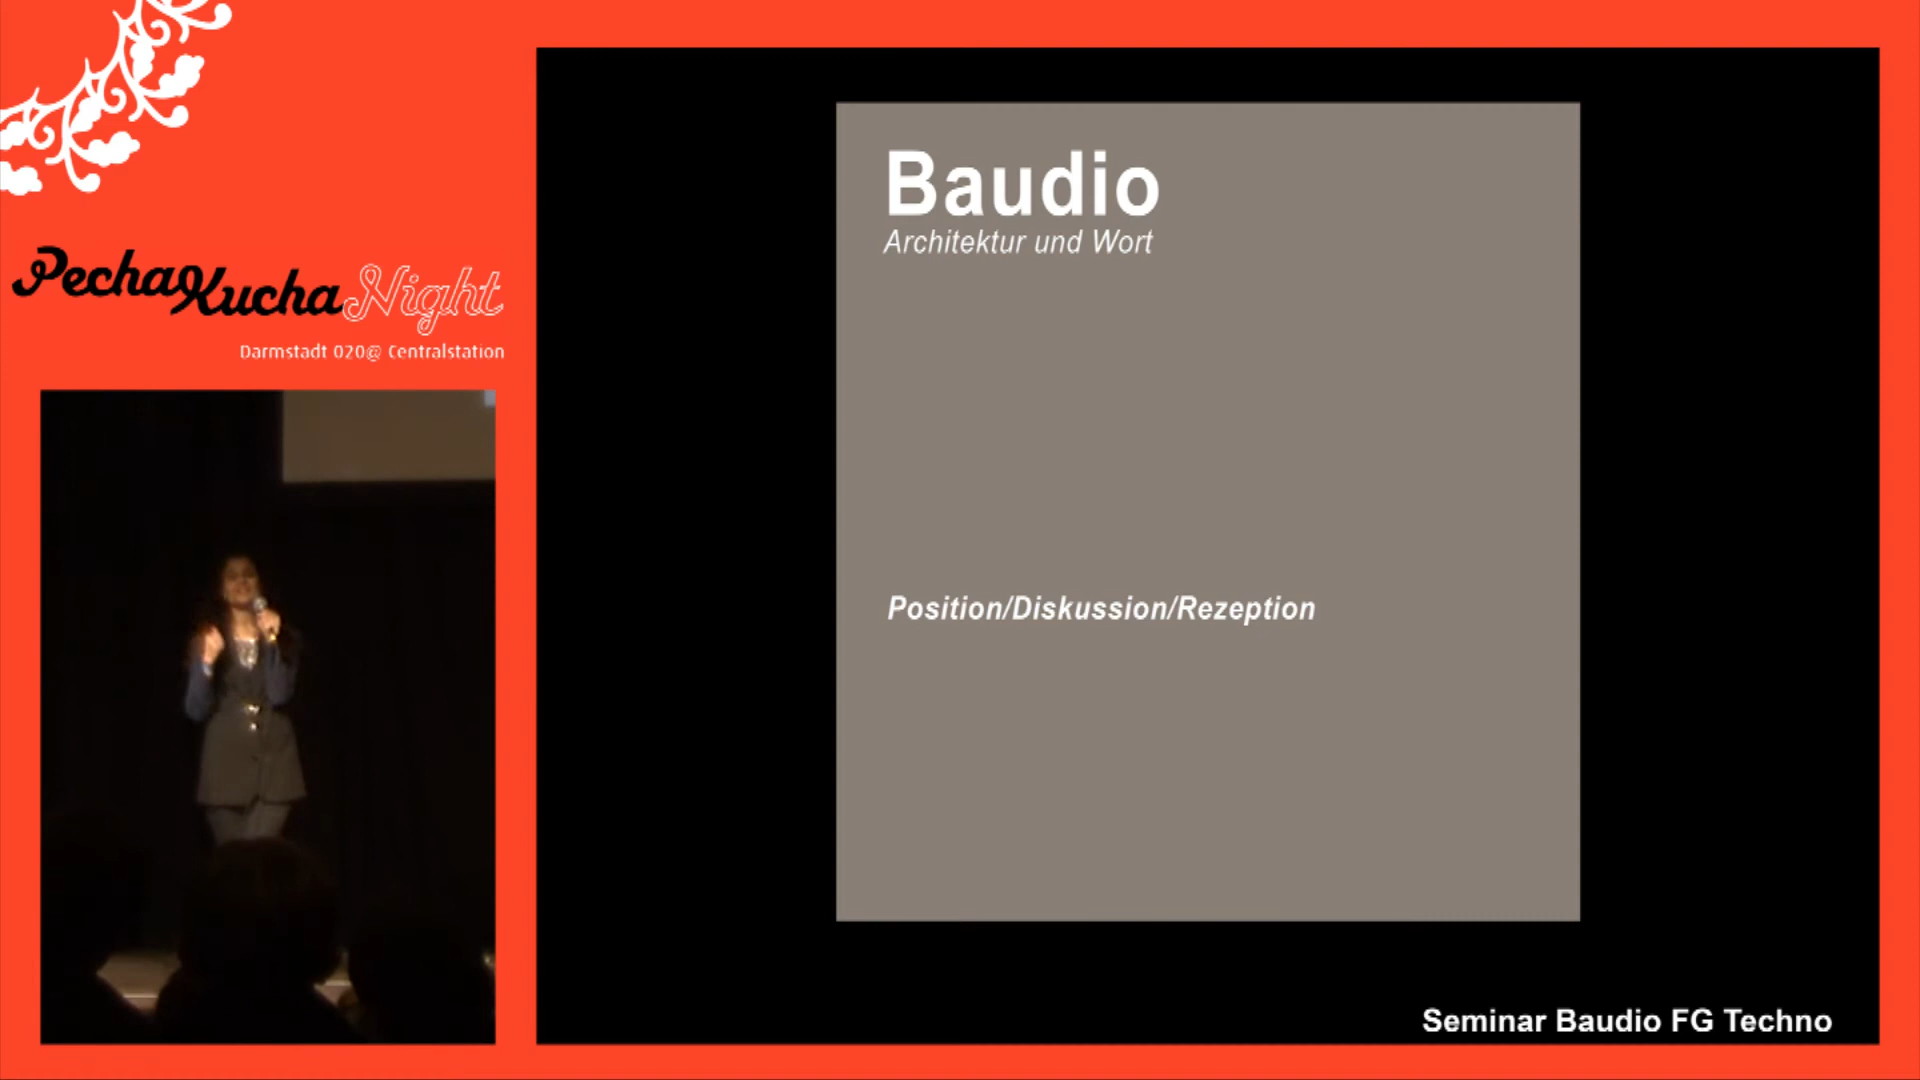 PechaKucha Night
Darmstadt 020@ Centralstation
Baudio
Architektur und Wort
Position/Diskussion/Rezeption
Seminar Baudio FG Techno